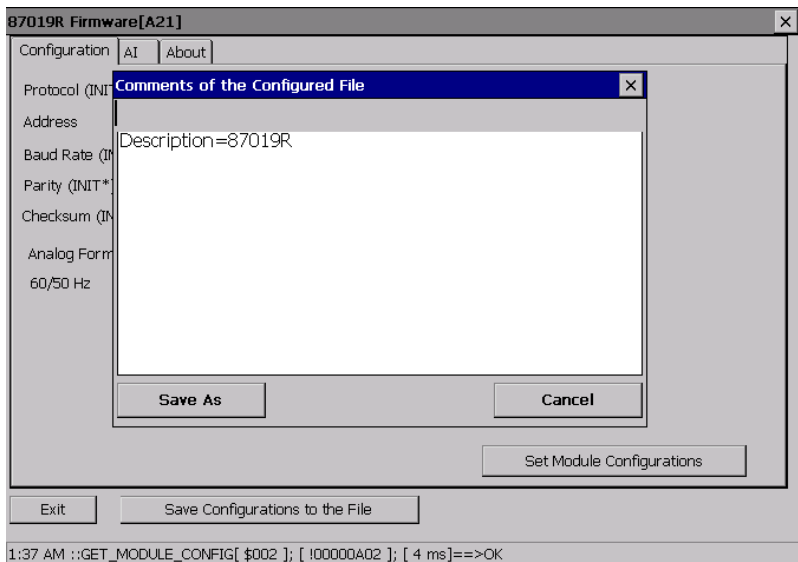 87019R Firmware[A21]
Configuration AI About
Comments of the Configured File
Protocol (INIT
Address
Description=87019R
Baud Rate (IN
Parity (INIT*)
Checksum (IN
Analog Form
60/50 Hz
Save As Cancel
Set Module Configurations
Exit Save Configurations to the File
1:37 AM ::GET_MODULE_CONFIG[ $002 ]; [ !00000A02 ]; [ 4 ms]==>OK